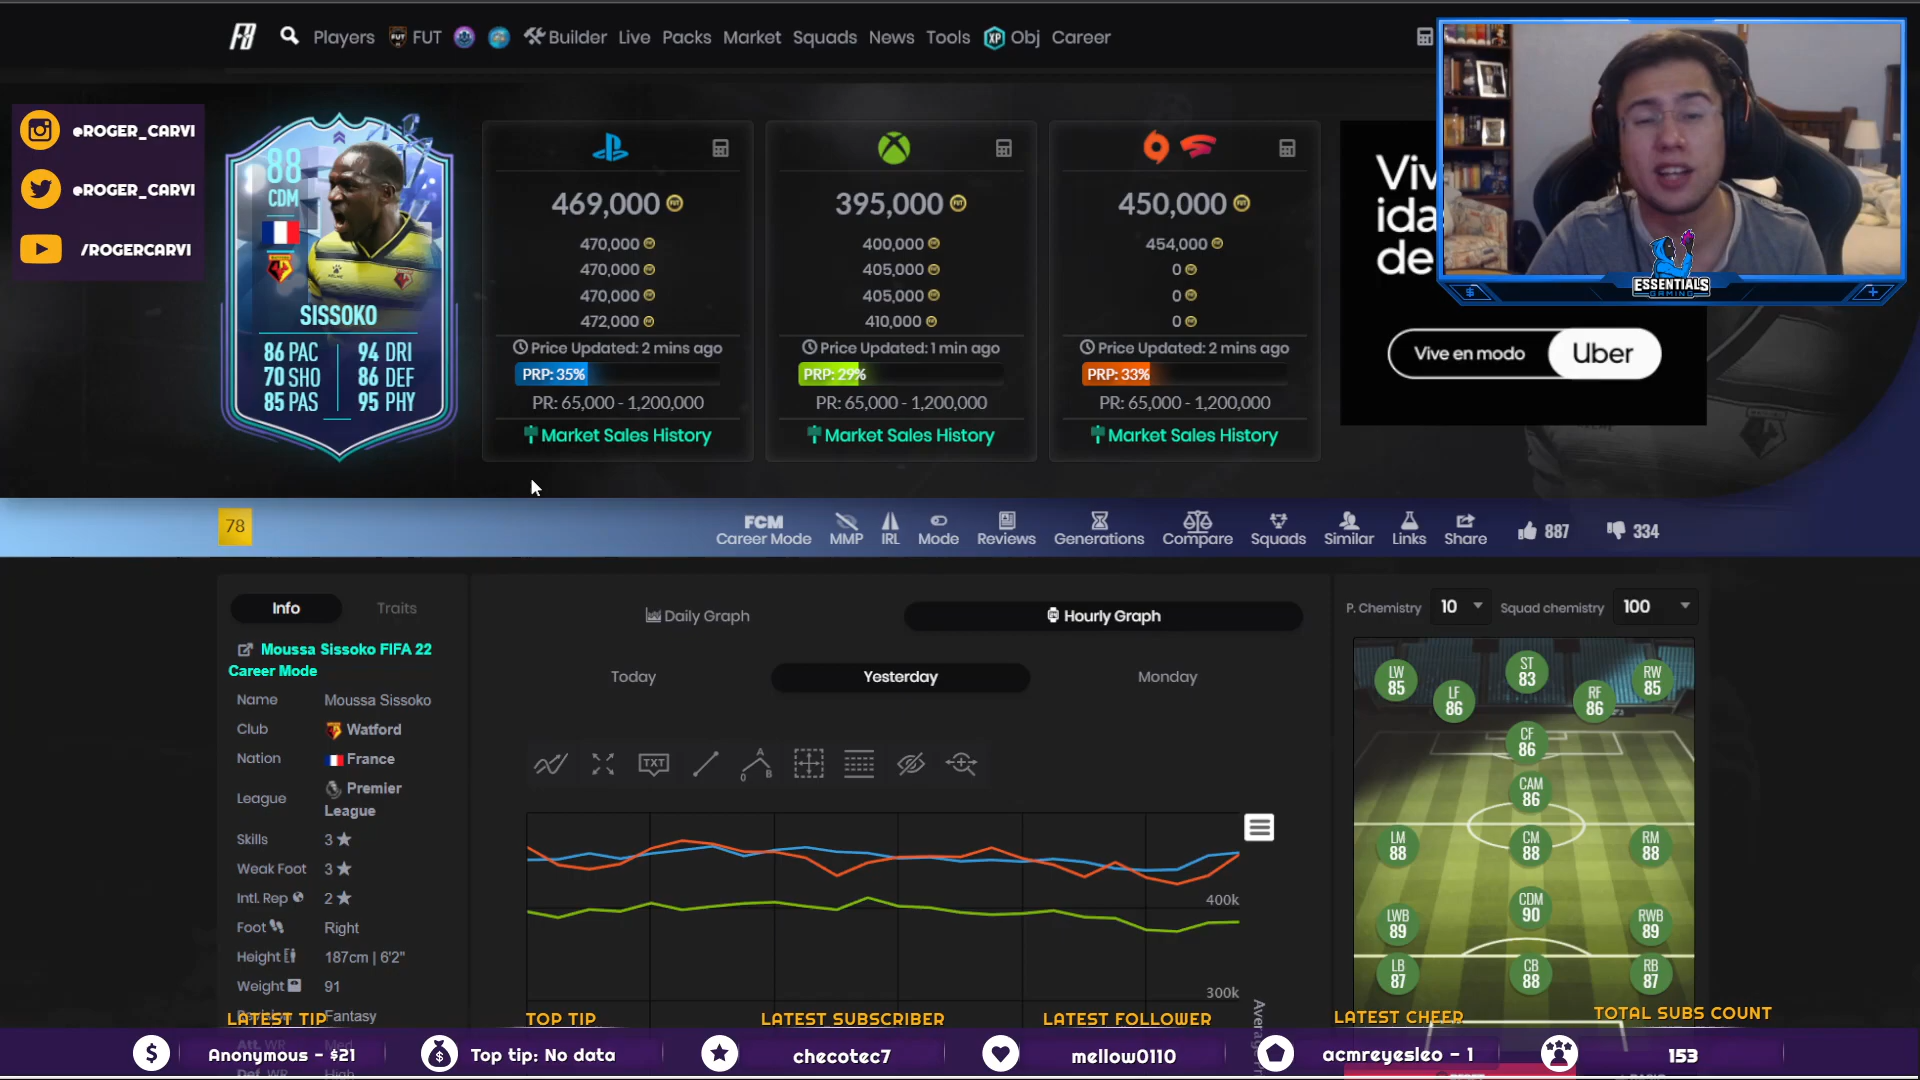 Players
FUT
Builder
Live
Packs
Market
Squads
News
Tools
XP Obj
Career
@ROGER_CARVI
@ROGER_CARVI
/ROGERCARVI
88
CDM
SISSOKO
86 PAC 94 DRI
70 SHO 86 DEF
85 PAS 95 PHY
469,000
470,000
470,000
470,000
472,000
Price Updated: 2 mins ago
PRP: 35%
PR: 65,000 - 1,200,000
Market Sales History
395,000
400,000
405,000
405,000
410,000
Price Updated: 1 min ago
PRP: 29%
PR: 65,000 - 1,200,000
Market Sales History
450,000
454,000
0
0
0
Price Updated: 2 mins ago
PRP: 33%
PR: 65,000 - 1,200,000
Market Sales History
Viv
ida
de
Vive en modo Uber
ESSENTIALS
GAMING
78
FCM
Career Mode
MMP
IRL
Mode
Reviews
Generations
Compare
Squads
Similar
Links
Share
887
334
Info Traits
Moussa Sissoko FIFA 22
Career Mode
Name Moussa Sissoko
Club Watford
Nation France
League Premier
League
Skills 3
Weak Foot 3
Intl. Rep 2
Foot Right
Height 187cm | 6'2"
Weight 91
Fantasy
Daily Graph
Hourly Graph
Today
Yesterday
Monday
TXT
A
0 B
400k
300k
P. Chemistry 10
Squad chemistry 100
LW
85
LF
86
ST
83
RF
86
RW
85
CF
86
CAM
86
LM
88
CM
88
RM
88
LWB
89
CDM
90
RWB
89
LB
87
CB
88
RB
87
LATEST TIP
Anonymous - $21
TOP TIP
Top tip: No data
LATEST SUBSCRIBER
checotec7
LATEST FOLLOWER
mellow0110
LATEST CHEER
acmreyesleo - 1
TOTAL SUBS COUNT
153